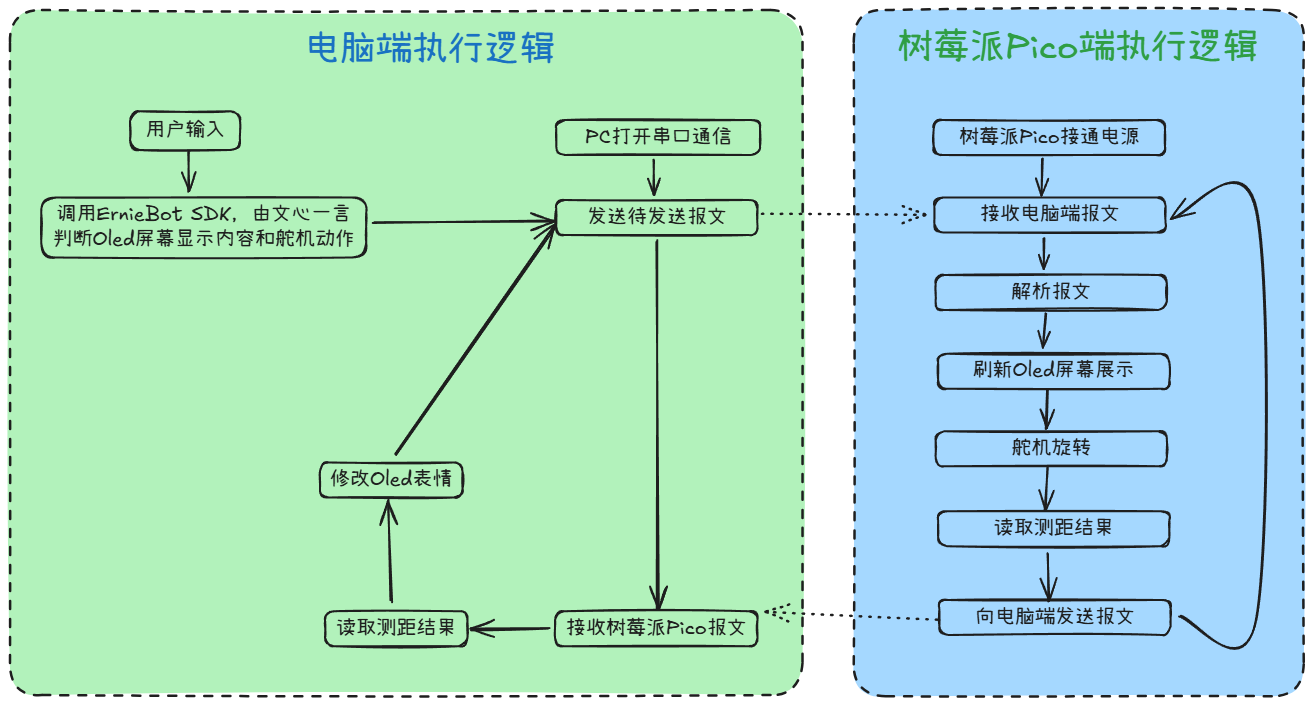 电脑端执行逻辑
用户输入
调用ErnieBot SDK，由文心一言
判断Oled屏幕显示内容和舵机动作
PC打开串口通信
发送待发送报文
修改Oled表情
读取测距结果
接收树莓派Pico报文
树莓派Pico端执行逻辑
树莓派Pico接通电源
接收电脑端报文
解析报文
刷新Oled屏幕展示
舵机旋转
读取测距结果
向电脑端发送报文